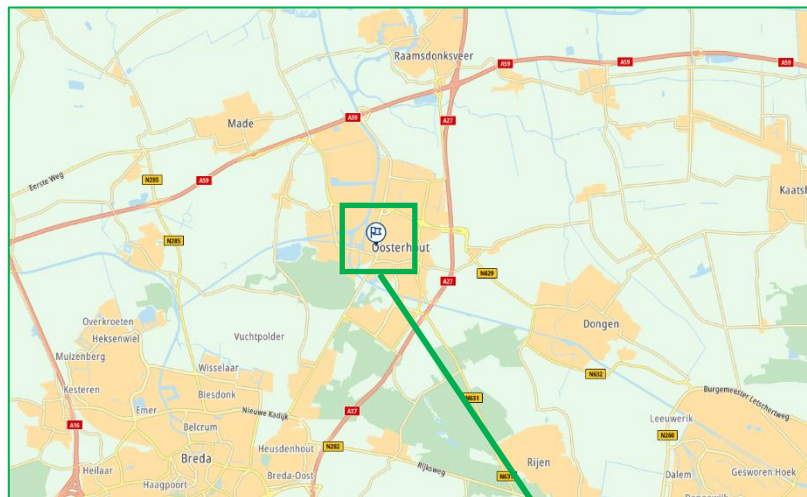 Raamsdonksveer
A59
A59
A59
A59
A27
Made
Eerste Weg
A59
N285
Kaatsh
N285
Oosterhout
N629
A27
Overkroeten
Heksenwiel
Vuchtpolder
Dongen
Muizenberg
Wisselaar
N632
Kesteren
Biesdonk
N631
Burgemeester Letschertweg
Emer
Nieuwe Kadijk
A27
Leeuwerik
A16
Belcrum
N260
N282
Heusdenhout
Breda
Rijksweg
Rijen
Heilaar
Breda-Oost
N631
Dalem
Gesworen Hoek
Haagpoort